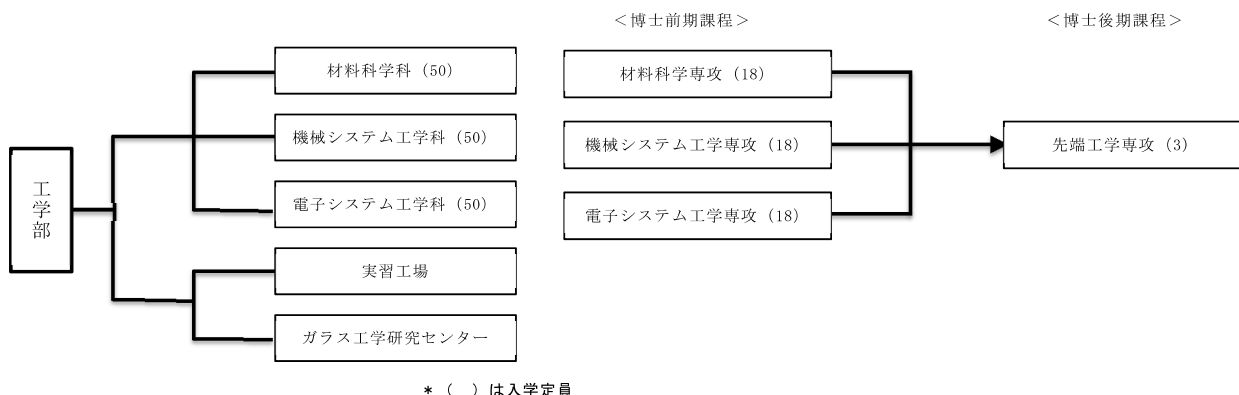 ＜博士前期課程＞
＜博士後期課程＞
材料科学科（50）
機械システム工学科（50）
電子システム工学科（50）
工学部
実習工場
ガラス工学研究センター
材料科学専攻（18）
機械システム工学専攻（18）
電子システム工学専攻（18）
先端工学専攻（3）
＊（　）は入学定員